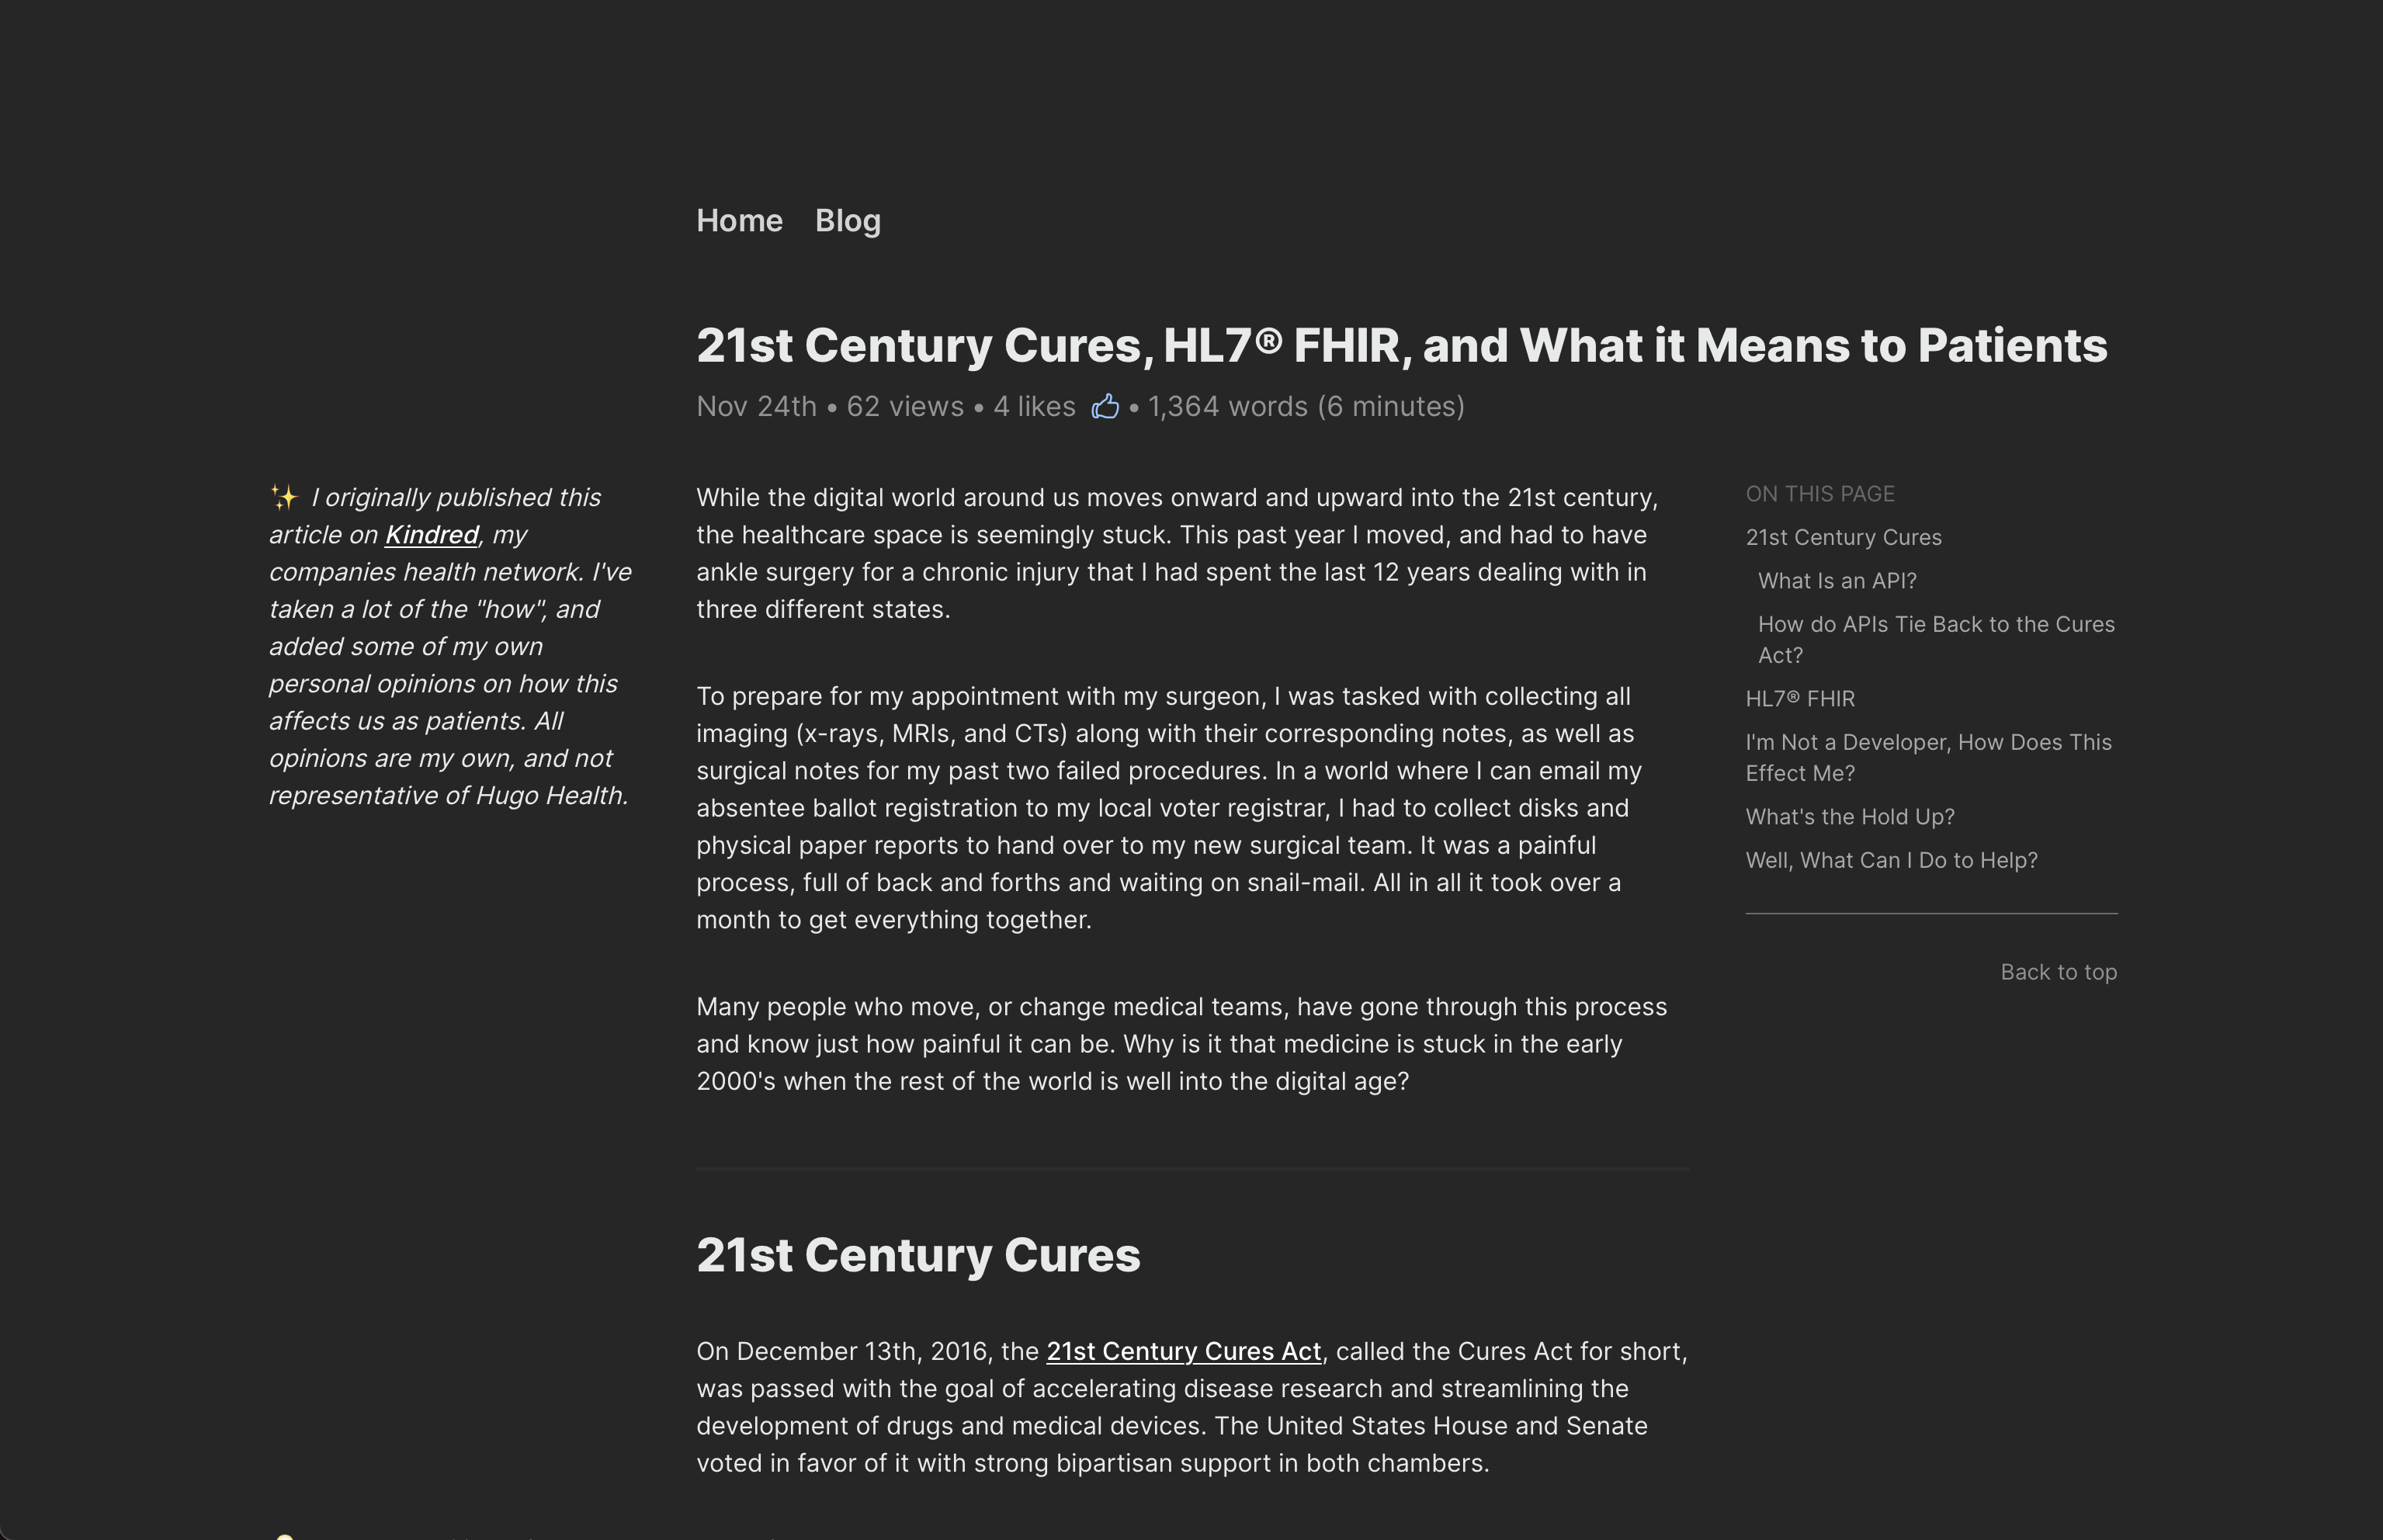 Home Blog
21st Century Cures, HL7® FHIR, and What it Means to Patients
Nov 24th • 62 views • 4 likes • 1,364 words (6 minutes)
✨ I originally published this
article on Kindred, my
companies health network. I've
taken a lot of the "how", and
added some of my own
personal opinions on how this
affects us as patients. All
opinions are my own, and not
representative of Hugo Health.
While the digital world around us moves onward and upward into the 21st century,
the healthcare space is seemingly stuck. This past year I moved, and had to have
ankle surgery for a chronic injury that I had spent the last 12 years dealing with in
three different states.
To prepare for my appointment with my surgeon, I was tasked with collecting all
imaging (x-rays, MRIs, and CTs) along with their corresponding notes, as well as
surgical notes for my past two failed procedures. In a world where I can email my
absentee ballot registration to my local voter registrar, I had to collect disks and
physical paper reports to hand over to my new surgical team. It was a painful
process, full of back and forths and waiting on snail-mail. All in all it took over a
month to get everything together.
Many people who move, or change medical teams, have gone through this process
and know just how painful it can be. Why is it that medicine is stuck in the early
2000's when the rest of the world is well into the digital age?
21st Century Cures
On December 13th, 2016, the 21st Century Cures Act, called the Cures Act for short,
was passed with the goal of accelerating disease research and streamlining the
development of drugs and medical devices. The United States House and Senate
voted in favor of it with strong bipartisan support in both chambers.
ON THIS PAGE
21st Century Cures
What Is an API?
How do APIs Tie Back to the Cures
Act?
HL7® FHIR
I'm Not a Developer, How Does This
Effect Me?
What's the Hold Up?
Well, What Can I Do to Help?
Back to top